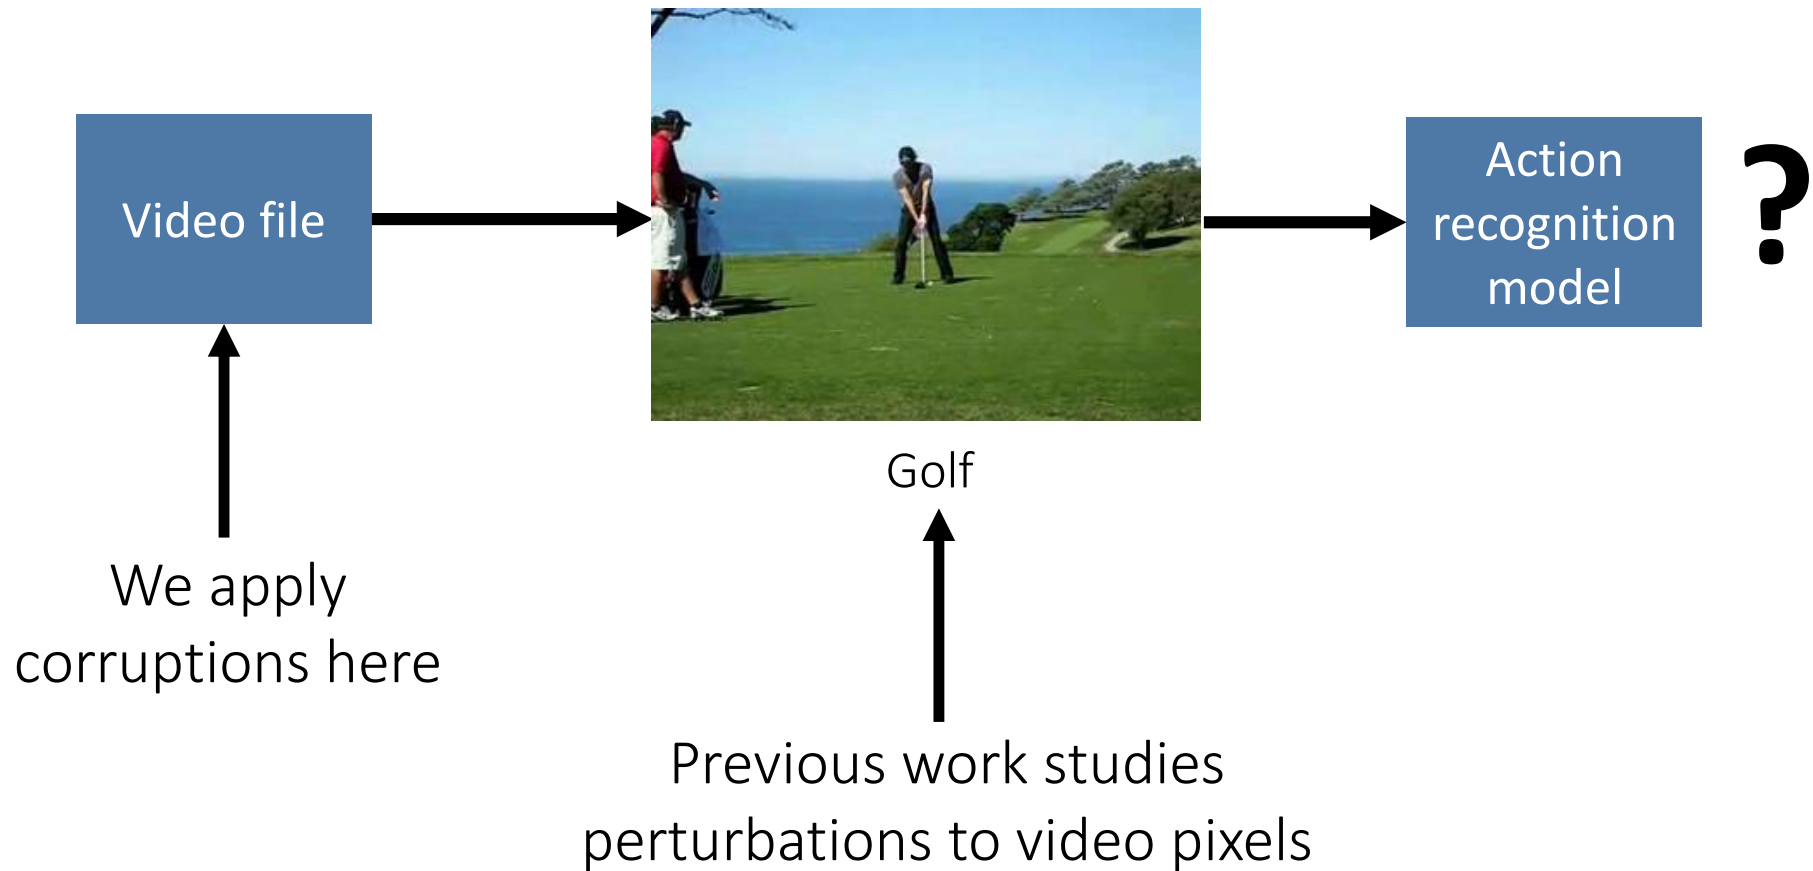 Video file
Action
recognition
model
?
Golf
We apply
corruptions here
Previous work studies
perturbations to video pixels